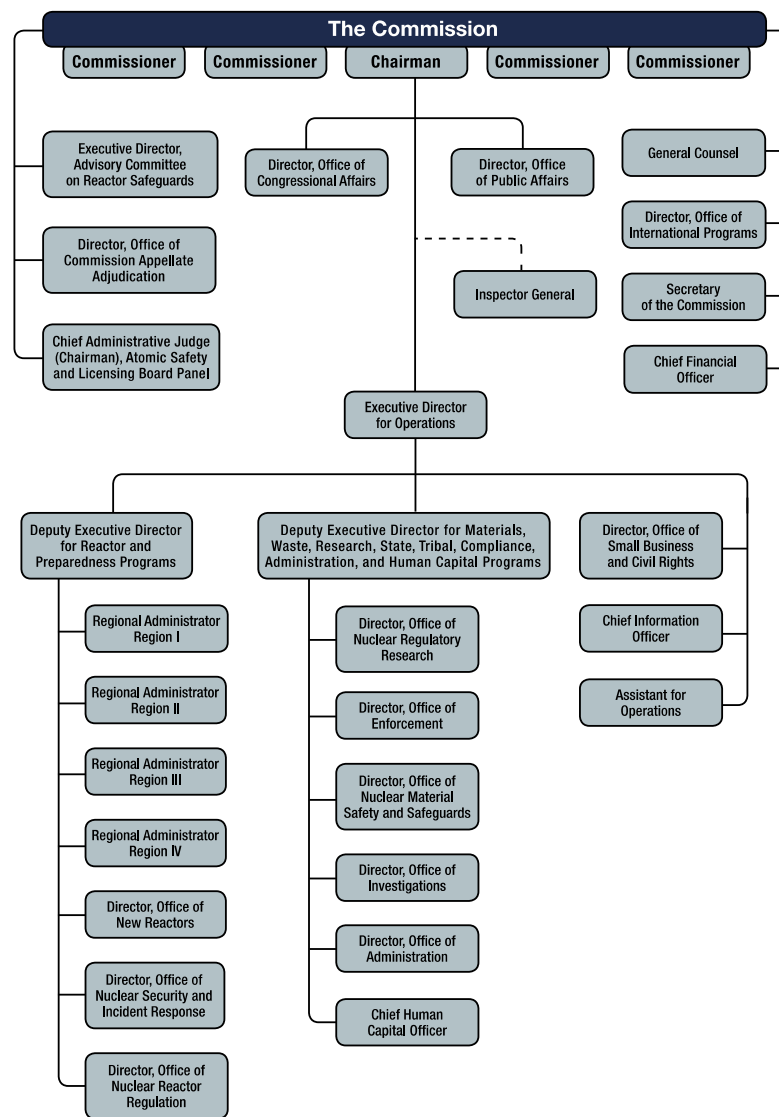 The Commission
Commissioner
Commissioner
Chairman
Commissioner
Commissioner
Executive Director,
Advisory Committee
on Reactor Safeguards
Director, Office of
Congressional Affairs
Director, Office
of Public Affairs
General Counsel
Director, Office of
Commission Appellate
Adjudication
Director, Office of
International Programs
Inspector General
Secretary
of the Commission
Chief Administrative Judge
(Chairman), Atomic Safety
and Licensing Board Panel
Chief Financial
Officer
Executive Director
for Operations
Deputy Executive Director
for Reactor and
Preparedness Programs
Deputy Executive Director for Materials,
Waste, Research, State, Tribal, Compliance,
Administration, and Human Capital Programs
Director, Office of
Small Business
and Civil Rights
Regional Administrator
Region I
Director, Office of
Nuclear Regulatory
Research
Chief Information
Officer
Regional Administrator
Region II
Director, Office of
Enforcement
Assistant for
Operations
Regional Administrator
Region III
Director, Office of
Nuclear Material
Safety and Safeguards
Regional Administrator
Region IV
Director, Office of
Investigations
Director, Office of
New Reactors
Director, Office of
Administration
Director, Office of
Nuclear Security and
Incident Response
Chief Human
Capital Officer
Director, Office of
Nuclear Reactor
Regulation